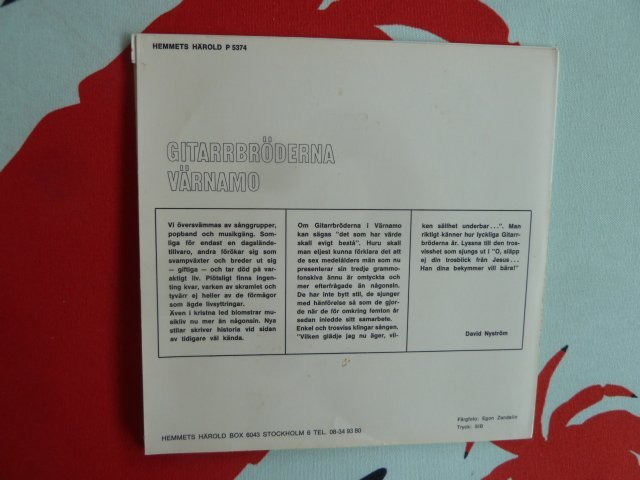 HEMMETS HÄROLD P 5374
GITARRBRÖDERNA
VÄRNAMO
Vi översvämmas av sånggrupper,
popband och musikgäng. Som-
liga för endast en dagslände-
tillvaro, andra förökar sig som
svampväxter och breder ut sig
— giftiga — och tar död på var-
aktigt liv. Plötsligt finns ingen-
ting kvar, varken av skramlet och
tyvärr ej heller av de förmågor
som ägde livsyttringar.
Även i kristna led blomstrar mu-
sikliv nu mer än någonsin. Nya
stilar skriver historia vid sidan
av tidigare väl kända.
Om Gitarrbröderna i Värnamo
kan sägas "det som har värde
skall evigt bestå". Huru skall
man eljest kunna förklara det att
de sex medelålders män som nu
presenterar sin tredje grammo-
fonskiva ännu är omtyckta och
mer efterfrågade än någonsin.
De har inte bytt stil, de sjunger
med hänförelse så som de gjor-
de när de för omkring femton år
sedan inledde sitt samarbete.
Enkel och trosviss klingar sången.
"Vilken glädje jag nu äger, vil-
ken sällhet underbar...". Man
riktigt känner hur lyckliga Gitarr-
bröderna är. Lyssna till den tros-
visshet som sjungs ut i "O, släpp
ej din trosblick från Jesus....
Han dina bekymmer vill bära!"
David Nyström
Färgfoto: Egon Zandelin
Tryck: SIB
HEMMETS HÄROLD BOX 6043 STOCKHOLM 6 TEL. 08-34 93 80